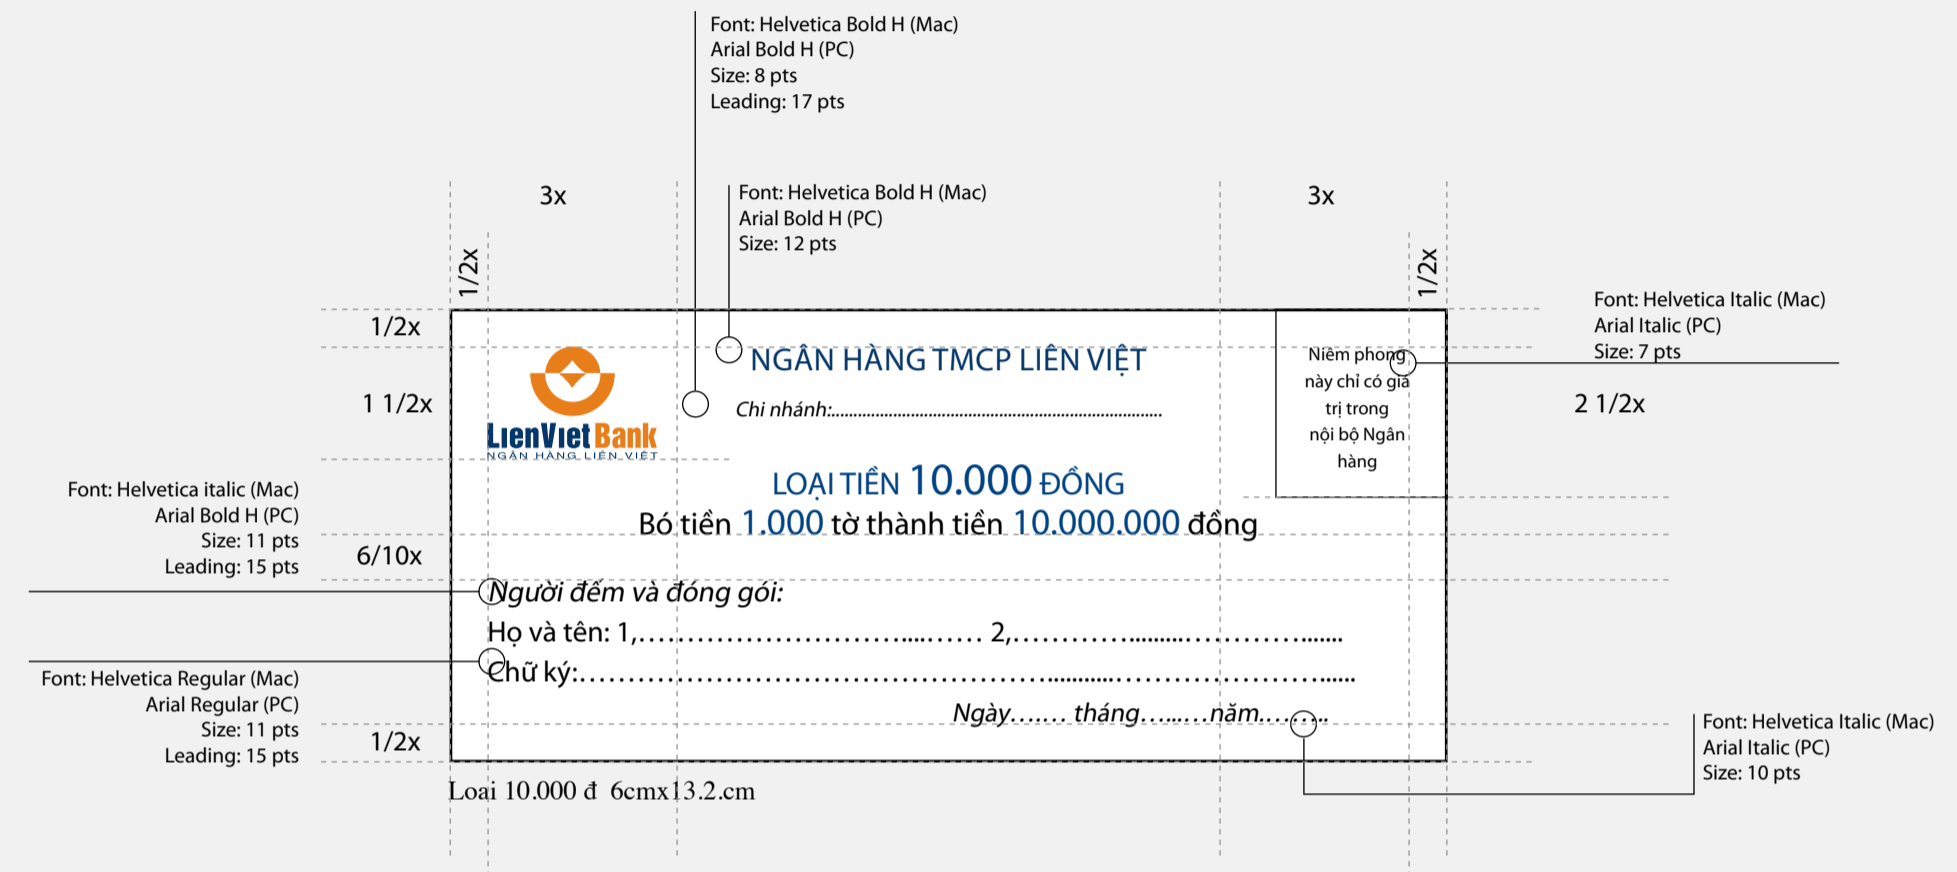 Font: Helvetica Bold H (Mac)
Arial Bold H (PC)
Size: 8 pts
Leading: 17 pts
3x
Font: Helvetica Bold H (Mac)
Arial Bold H (PC)
Size: 12 pts
3x
1/2x
1/2x
Font: Helvetica Italic (Mac)
Arial Italic (PC)
Size: 7 pts
1/2x
1 1/2x
2 1/2x
NGÂN HÀNG TMCP LIÊN VIỆT
Chi nhánh:..........................................................................
Niêm phong
này chỉ có giá
trị trong
nội bộ Ngân
hàng
LienVietBank
NGÂN HÀNG LIÊN VIỆT
LOẠI TIỀN 10.000 ĐỒNG
Bó tiền 1.000 tờ thành tiền 10.000.000 đồng
Font: Helvetica italic (Mac)
Arial Bold H (PC)
Size: 11 pts
Leading: 15 pts
6/10x
Người đếm và đóng gói:
Họ và tên: 1,………………………....…… 2,…………..........…………….......
Chữ ký:…………………………………………...........…………………......
Ngày….… tháng…...…năm…….…
Font: Helvetica Regular (Mac)
Arial Regular (PC)
Size: 11 pts
Leading: 15 pts
1/2x
Font: Helvetica Italic (Mac)
Arial Italic (PC)
Size: 10 pts
Loai 10.000 đ  6cmx13.2.cm